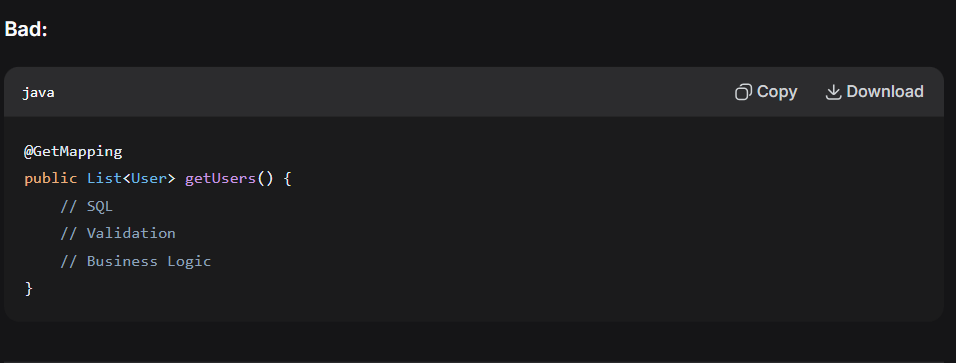 Bad:
java
Copy
Download
@GetMapping
public List<User> getUsers() {
    // SQL
    // Validation
    // Business Logic
}